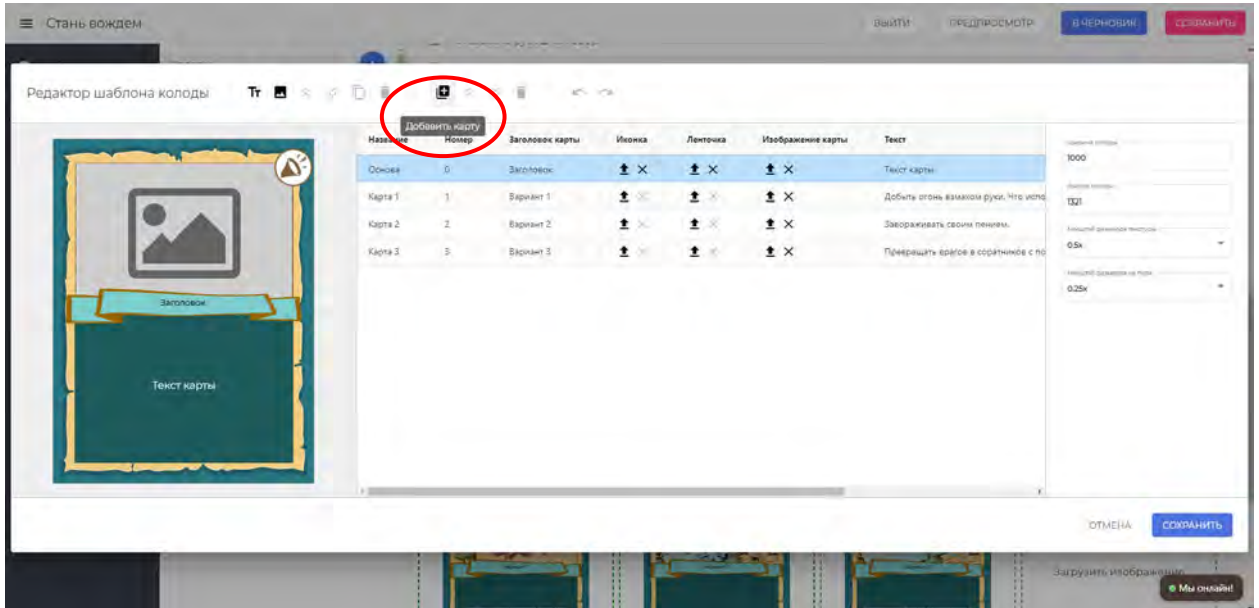 Стань вождем
ВЫЙТИ
ПРЕДПРОСМОТР
В ЧЕРНОВИК
СОХРАНИТЬ
Редактор шаблона колоды
Tт
Добавить карту
Название Номер Заголовок карты Иконка Ленточка Изображение карты Текст
Основа 0 Заголовок Текст карты
Карта 1 1 Вариант 1 Добыть огонь взмахом руки. Что испо
Карта 2 2 Вариант 2 Завораживать своим пением.
Карта 3 3 Вариант 3 Превращать врагов в соратников с по
Заголовок
Текст карты
1000
1321
0.5x
0.25x
ОТМЕНА
СОХРАНИТЬ
Загрузить изображение
Мы онлайн!